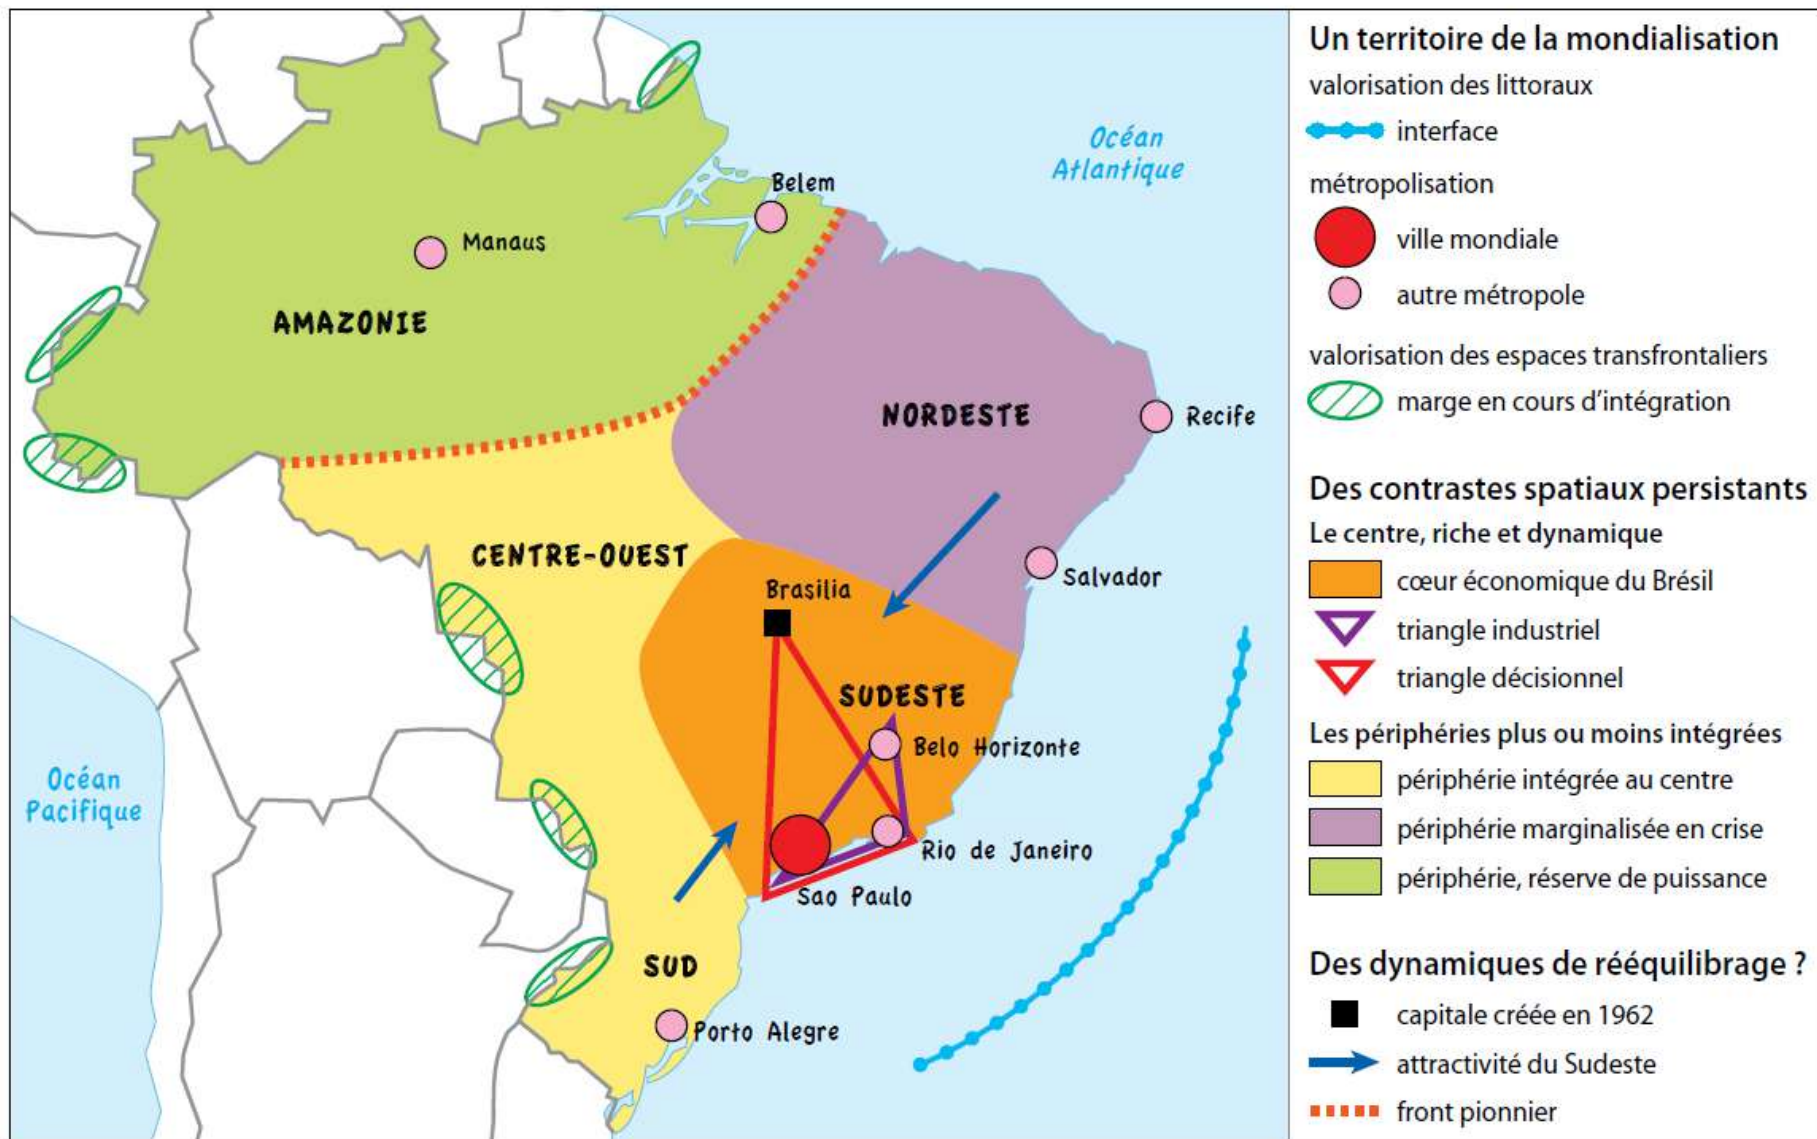 Océan
Atlantique
Belem
Manaus
AMAZONIE
NORDESTE
Recife
CENTRE-OUEST
Salvador
Brasilia
SUDESTE
Belo Horizonte
Océan
Pacifique
Rio de Janeiro
Sao Paulo
SUD
Porto Alegre
Un territoire de la mondialisation
valorisation des littoraux
interface
métropolisation
ville mondiale
autre métropole
valorisation des espaces transfrontaliers
marge en cours d'intégration
Des contrastes spatiaux persistants
Le centre, riche et dynamique
cœur économique du Brésil
triangle industriel
triangle décisionnel
Les périphéries plus ou moins intégrées
périphérie intégrée au centre
périphérie marginalisée en crise
périphérie, réserve de puissance
Des dynamiques de rééquilibrage ?
capitale créée en 1962
attractivité du Sudeste
front pionnier